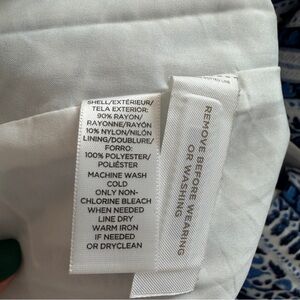 SHELL/EXTÉRIEUR/
TELA EXTERIOR:
90% RAYON/
RAYONNE/RAYÓN
10% NYLON/NILÓN
LINING/DOUBLURE/
FORRO:
100% POLYESTER/
POLIÉSTER
MACHINE WASH
COLD
ONLY NON-
CHLORINE BLEACH
WHEN NEEDED
LINE DRY
WARM IRON
IF NEEDED
OR DRYCLEAN
REMOVE BEFORE WEARING
OR WASHING